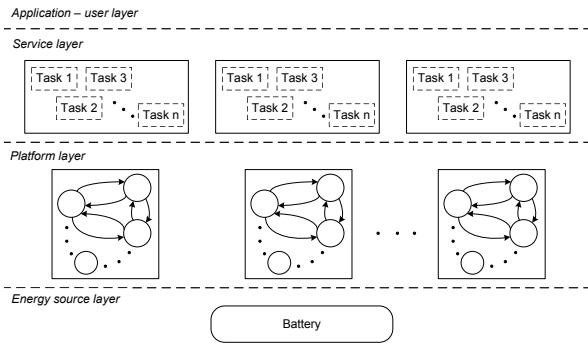 Application – user layer
Service layer
Task 1 Task 3 Task 1 Task 3 Task 1 Task 3
Task 2 Task 2 Task 2
Task n Task n Task n
Platform layer
Energy source layer
Battery